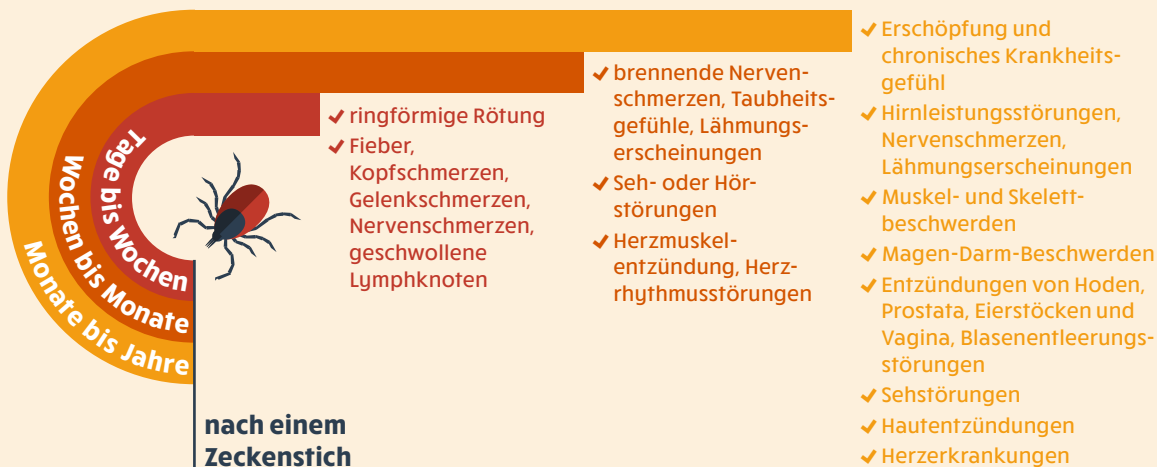 Tage bis Wochen
Wochen bis Monate
Monate bis Jahre
nach einem
Zeckenstich
ringförmige Rötung
Fieber,
Kopfschmerzen,
Gelenkschmerzen,
Nervenschmerzen,
geschwollene
Lymphknoten
brennende Nerven-
schmerzen, Taubheits-
gefühle, Lähmungs-
erscheinungen
Seh- oder Hör-
störungen
Herzmuskel-
entzündung, Herz-
rhythmusstörungen
Erschöpfung und
chronisches Krankheits-
gefühl
Hirnleistungsstörungen,
Nervenschmerzen,
Lähmungserscheinungen
Muskel- und Skelett-
beschwerden
Magen-Darm-Beschwerden
Entzündungen von Hoden,
Prostata, Eierstöcken und
Vagina, Blasenentleerungs-
störungen
Sehstörungen
Hautentzündungen
Herzerkrankungen